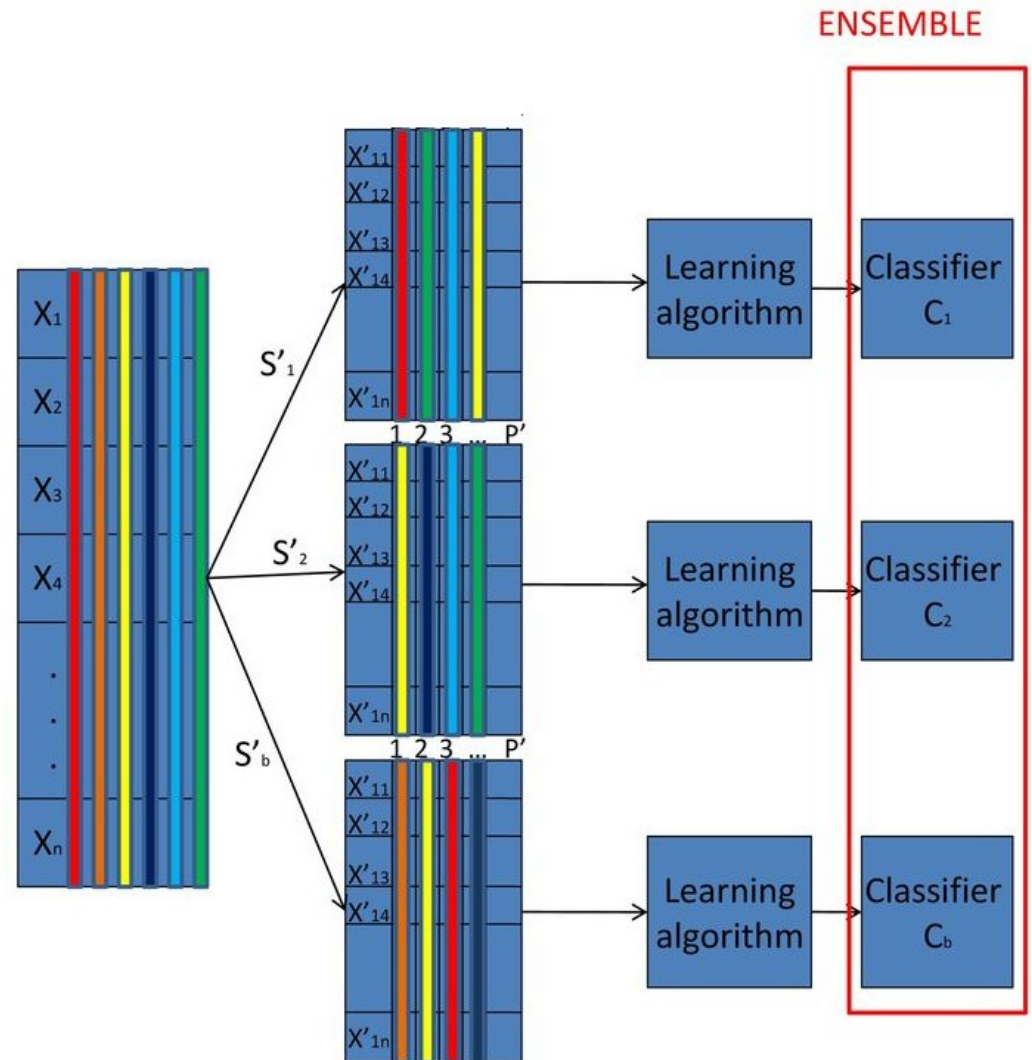 ENSEMBLE
X1
X2
X3
X4
.
.
.
Xn
S'1
S'2
S'b
X'11
X'12
X'13
X'14
X'1n
1 2 3 ... P'
X'11
X'12
X'13
X'14
X'1n
1 2 3 ... P'
X'11
X'12
X'13
X'14
X'1n
Learning
algorithm
Classifier
C1
Learning
algorithm
Classifier
C2
Learning
algorithm
Classifier
Cb